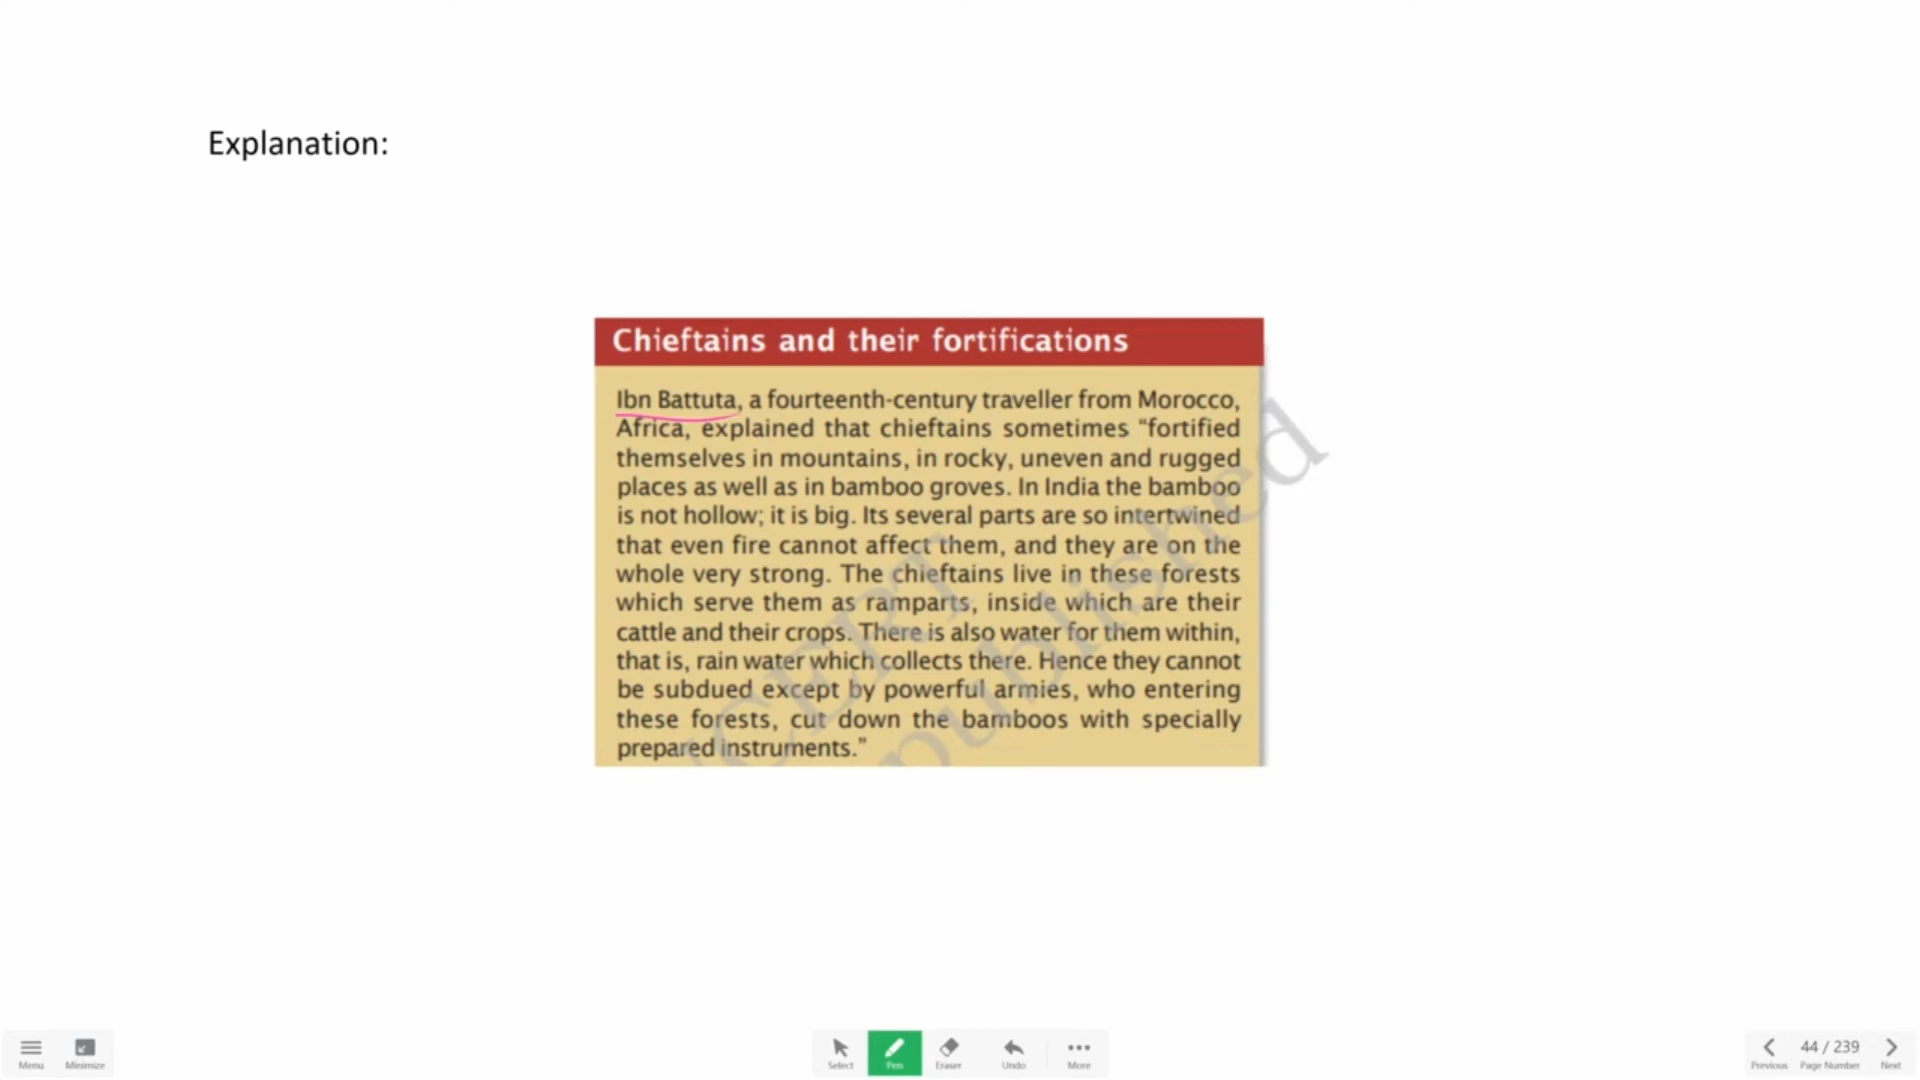 Explanation:
Chieftains and their fortifications
Ibn Battuta, a fourteenth-century traveller from Morocco,
Africa, explained that chieftains sometimes “fortified
themselves in mountains, in rocky, uneven and rugged
places as well as in bamboo groves. In India the bamboo
is not hollow; it is big. Its several parts are so intertwined
that even fire cannot affect them, and they are on the
whole very strong. The chieftains live in these forests
which serve them as ramparts, inside which are their
cattle and their crops. There is also water for them within,
that is, rain water which collects there. Hence they cannot
be subdued except by powerful armies, who entering
these forests, cut down the bamboos with specially
prepared instruments.”
CERT
published
Menu
Minimize
Select
Pen
Eraser
Undo
More
Previous
44 / 239
Page Number
Next